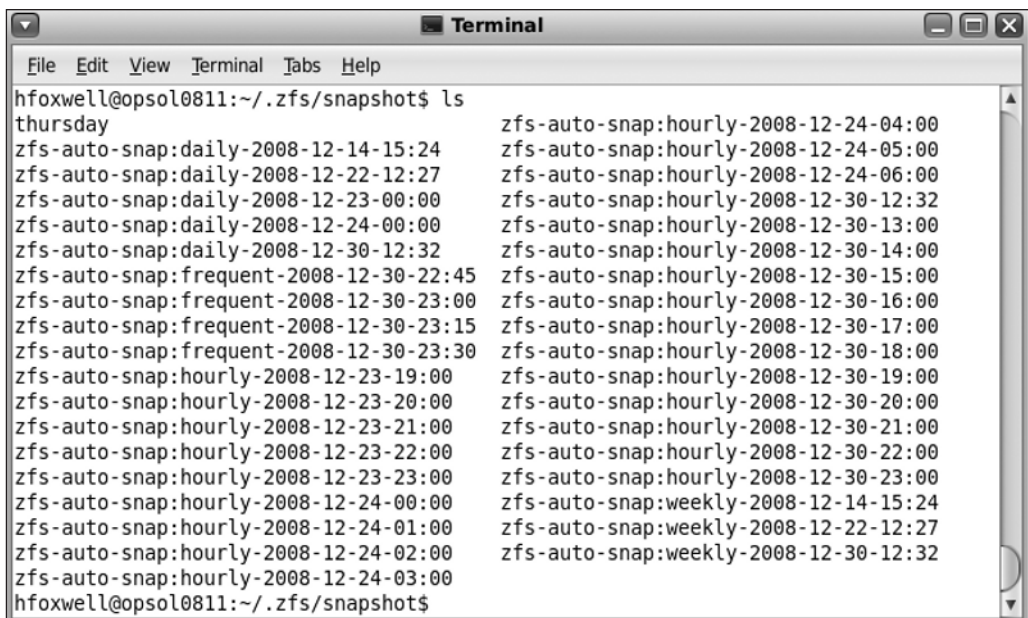 Terminal
File Edit View Terminal Tabs Help
hfoxwell@opsol0811:~/.zfs/snapshot$ ls
thursday zfs-auto-snap:hourly-2008-12-24-04:00
zfs-auto-snap:daily-2008-12-14-15:24 zfs-auto-snap:hourly-2008-12-24-05:00
zfs-auto-snap:daily-2008-12-22-12:27 zfs-auto-snap:hourly-2008-12-24-06:00
zfs-auto-snap:daily-2008-12-23-00:00 zfs-auto-snap:hourly-2008-12-30-12:32
zfs-auto-snap:daily-2008-12-24-00:00 zfs-auto-snap:hourly-2008-12-30-13:00
zfs-auto-snap:daily-2008-12-30-12:32 zfs-auto-snap:hourly-2008-12-30-14:00
zfs-auto-snap:frequent-2008-12-30-22:45 zfs-auto-snap:hourly-2008-12-30-15:00
zfs-auto-snap:frequent-2008-12-30-23:00 zfs-auto-snap:hourly-2008-12-30-16:00
zfs-auto-snap:frequent-2008-12-30-23:15 zfs-auto-snap:hourly-2008-12-30-17:00
zfs-auto-snap:frequent-2008-12-30-23:30 zfs-auto-snap:hourly-2008-12-30-18:00
zfs-auto-snap:hourly-2008-12-23-19:00 zfs-auto-snap:hourly-2008-12-30-19:00
zfs-auto-snap:hourly-2008-12-23-20:00 zfs-auto-snap:hourly-2008-12-30-20:00
zfs-auto-snap:hourly-2008-12-23-21:00 zfs-auto-snap:hourly-2008-12-30-21:00
zfs-auto-snap:hourly-2008-12-23-22:00 zfs-auto-snap:hourly-2008-12-30-22:00
zfs-auto-snap:hourly-2008-12-23-23:00 zfs-auto-snap:hourly-2008-12-30-23:00
zfs-auto-snap:hourly-2008-12-24-00:00 zfs-auto-snap:weekly-2008-12-14-15:24
zfs-auto-snap:hourly-2008-12-24-01:00 zfs-auto-snap:weekly-2008-12-22-12:27
zfs-auto-snap:hourly-2008-12-24-02:00 zfs-auto-snap:weekly-2008-12-30-12:32
zfs-auto-snap:hourly-2008-12-24-03:00
hfoxwell@opsol0811:~/.zfs/snapshot$